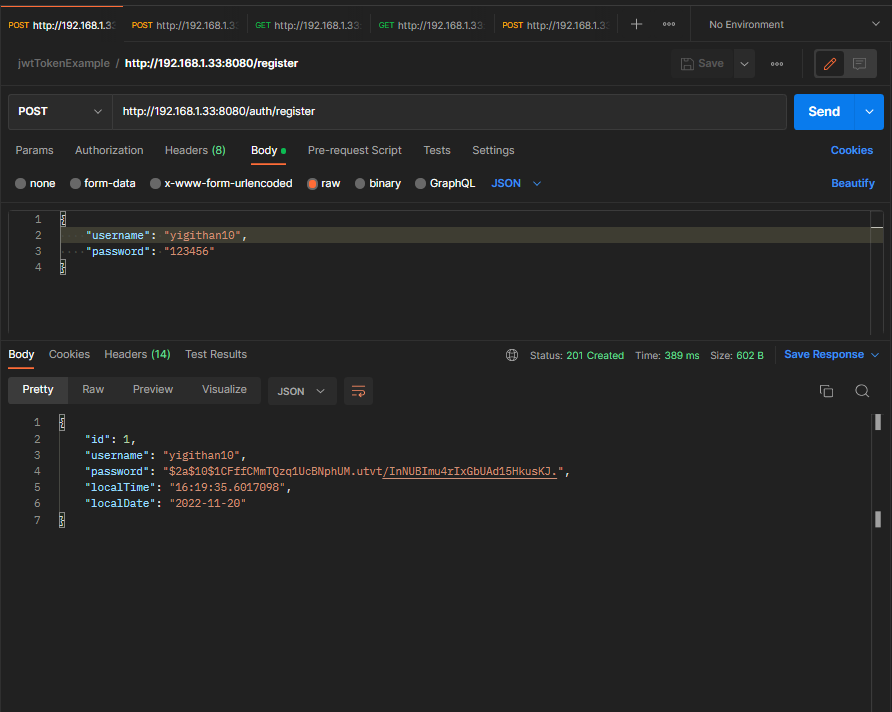 POST http://192.168.1.33 POST http://192.168.1.33 GET http://192.168.1.33 GET http://192.168.1.33 POST http://192.168.1.33 + ooo No Environment
jwtTokenExample / http://192.168.1.33:8080/register Save ooo
POST http://192.168.1.33:8080/auth/register Send
Params Authorization Headers (8) Body Pre-request Script Tests Settings Cookies
none form-data x-www-form-urlencoded raw binary GraphQL JSON Beautify
1 {
2 "username": "yigithan10",
3 "password": "123456"
4 }
Body Cookies Headers (14) Test Results Status: 201 Created Time: 389 ms Size: 602 B Save Response
Pretty Raw Preview Visualize JSON
1 {
2 "id": 1,
3 "username": "yigithan10",
4 "password": "$2a$10$1CFffCMmTQzq1UcBNphUM.utvt/InNUBImu4rIxGbUAd15HkusKJ.",
5 "localTime": "16:19:35.6017098",
6 "localDate": "2022-11-20"
7 }